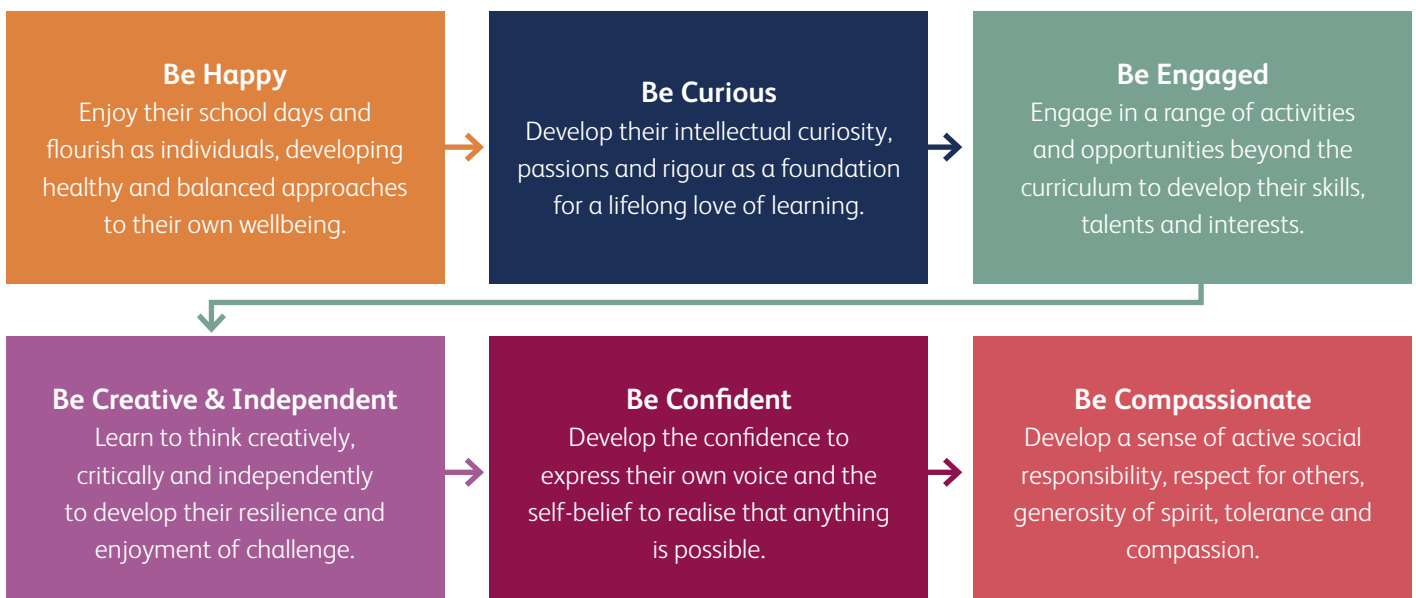 Be Happy
Enjoy their school days and
flourish as individuals, developing
healthy and balanced approaches
to their own wellbeing.
Be Curious
Develop their intellectual curiosity,
passions and rigour as a foundation
for a lifelong love of learning.
Be Engaged
Engage in a range of activities
and opportunities beyond the
curriculum to develop their skills,
talents and interests.
Be Creative & Independent
Learn to think creatively,
critically and independently
to develop their resilience and
enjoyment of challenge.
Be Confident
Develop the confidence to
express their own voice and the
self-belief to realise that anything
is possible.
Be Compassionate
Develop a sense of active social
responsibility, respect for others,
generosity of spirit, tolerance and
compassion.